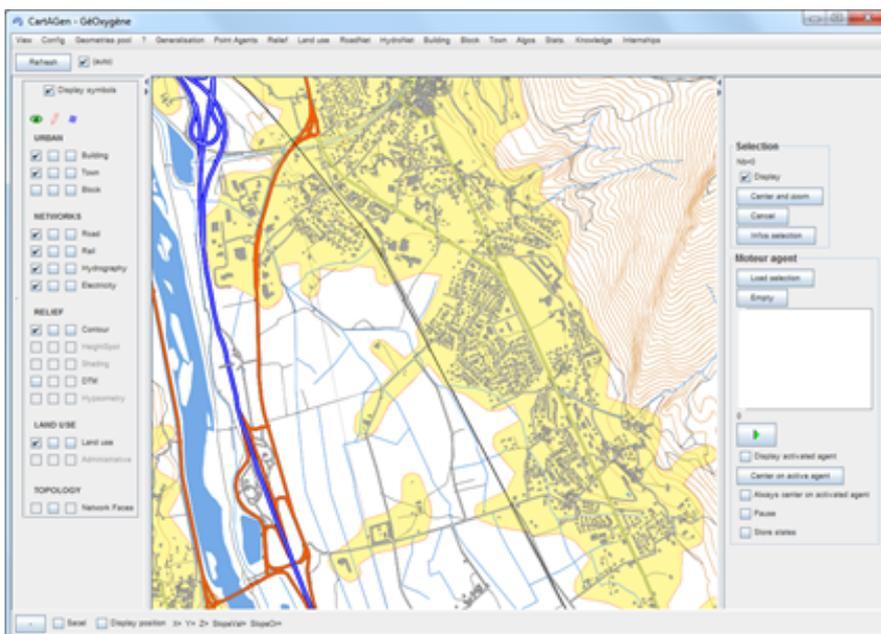 CartAGen - GéOxygène
View Config Geometries pool ? Generalisation Point Agents Relief Land use RoadNet HydroNet Building Block Town Algos Stats. Knowledge Internships
Refresh (auto)
Display symbols
URBAN
Building
Town
Block
NETWORKS
Road
Rail
Hydrography
Electricity
RELIEF
Contour
HeightSpot
Shading
DTM
Hypsometry
LAND USE
Land use
Administrative
TOPOLOGY
Network Faces
Selection
Nb=0
Display
Center and zoom
Cancel
Infos selection
Moteur agent
Load selection
Empty
0
Display activated agent
Center on active agent
Always center on activated agent
Pause
Store states
- Display position X= Y= Z= SlopeVal= SlopeOr=